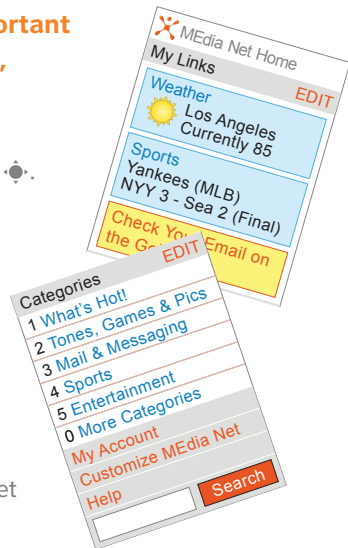 ortant
,
.
MEdia Net Home
My Links EDIT
Weather
Los Angeles
Currently 85
Sports
Yankees (MLB)
NYY 3 - Sea 2 (Final)
Check You Email on
the Go
Categories EDIT
1 What's Hot!
2 Tones, Games & Pics
3 Mail & Messaging
4 Sports
5 Entertainment
0 More Categories
My Account
Customize MEdia Net
Help
Search
et